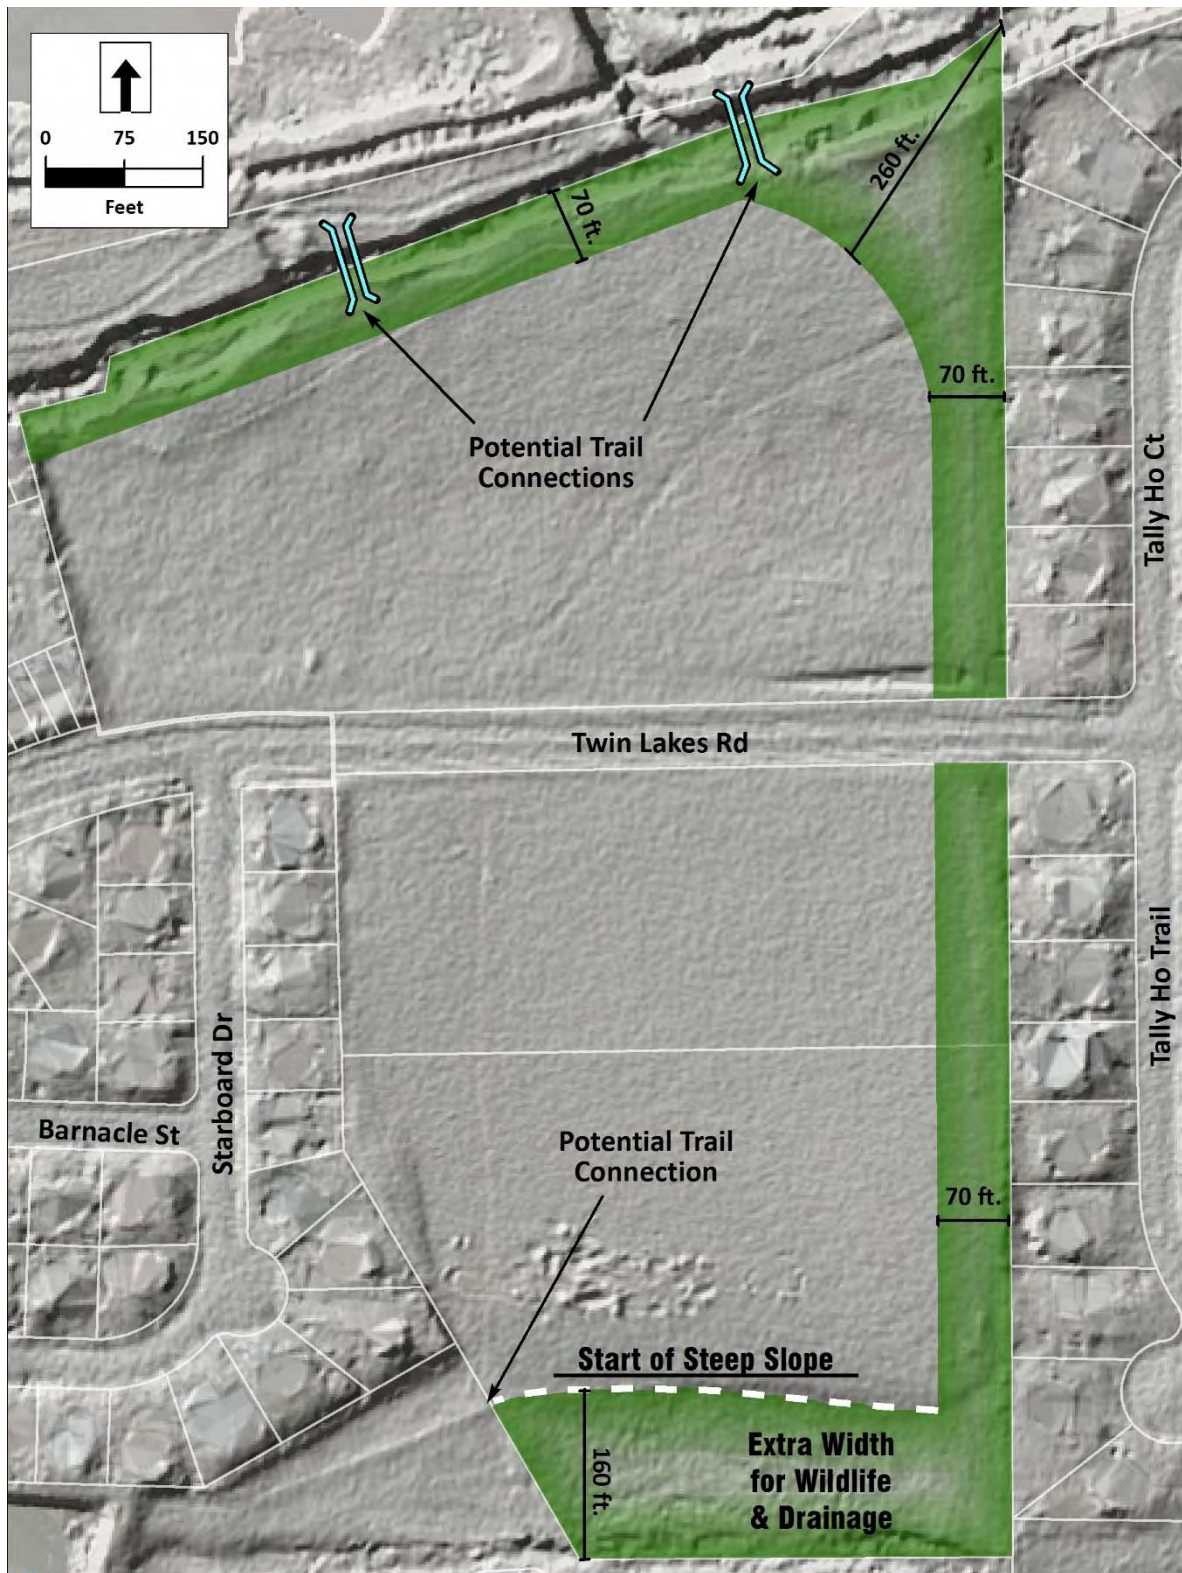 0 75 150
Feet
260 ft.
70 ft.
70 ft.
Potential Trail
Connections
Tally Ho Ct
Twin Lakes Rd
Tally Ho Trail
Starboard Dr
Barnacle St
Potential Trail
Connection
70 ft.
Start of Steep Slope
160 ft.
Extra Width
for Wildlife
& Drainage